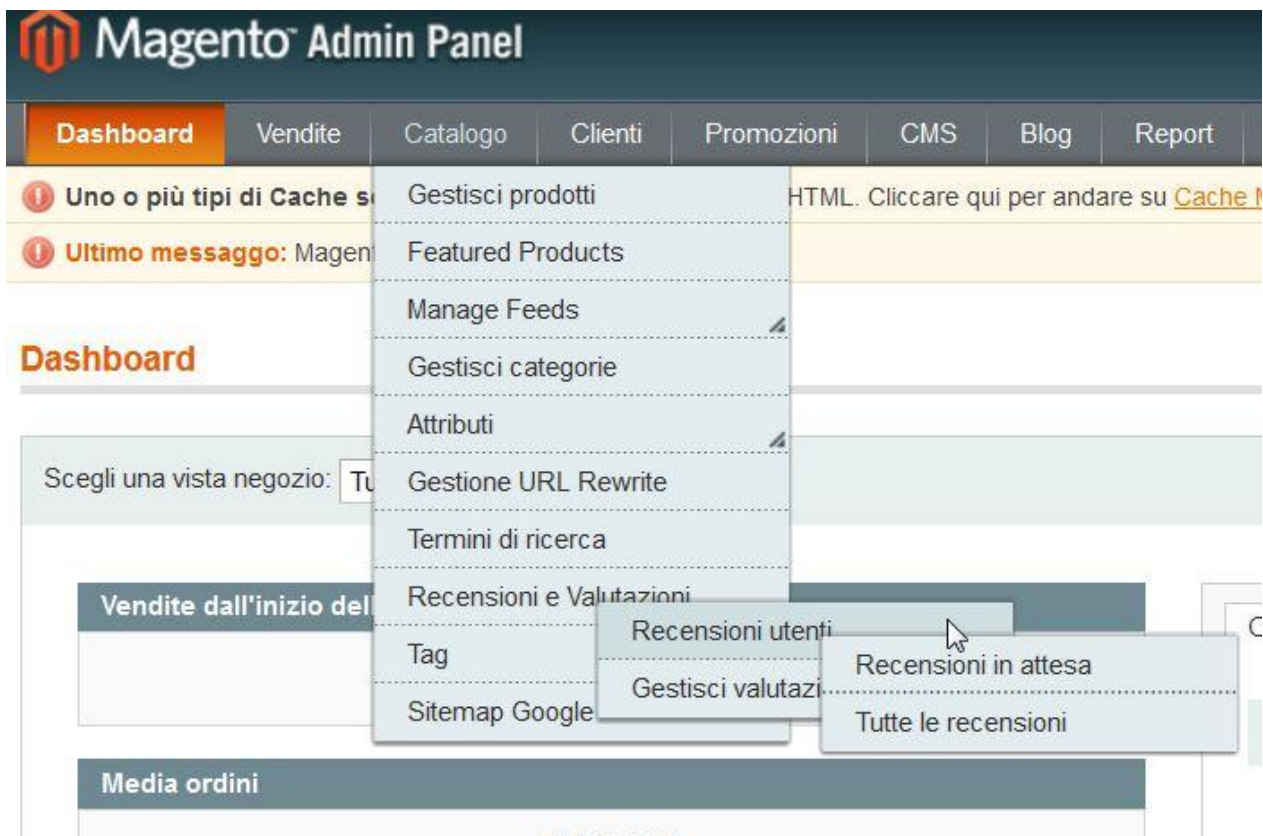 Magento Admin Panel
Dashboard Vendite Catalogo Clienti Promozioni CMS Blog Report
Uno o più tipi di Cache HTML. Cliccare qui per andare su Cache
Ultimo messaggo: Magen
Gestisci prodotti
Featured Products
Manage Feeds
Gestisci categorie
Attributi
Gestione URL Rewrite
Termini di ricerca
Recensioni e Valutazioni
Tag
Sitemap Google
Recensioni utenti
Gestisci valutazi
Recensioni in attesa
Tutte le recensioni
Dashboard
Scegli una vista negozio: Tu
Vendite dall'inizio del
Media ordini